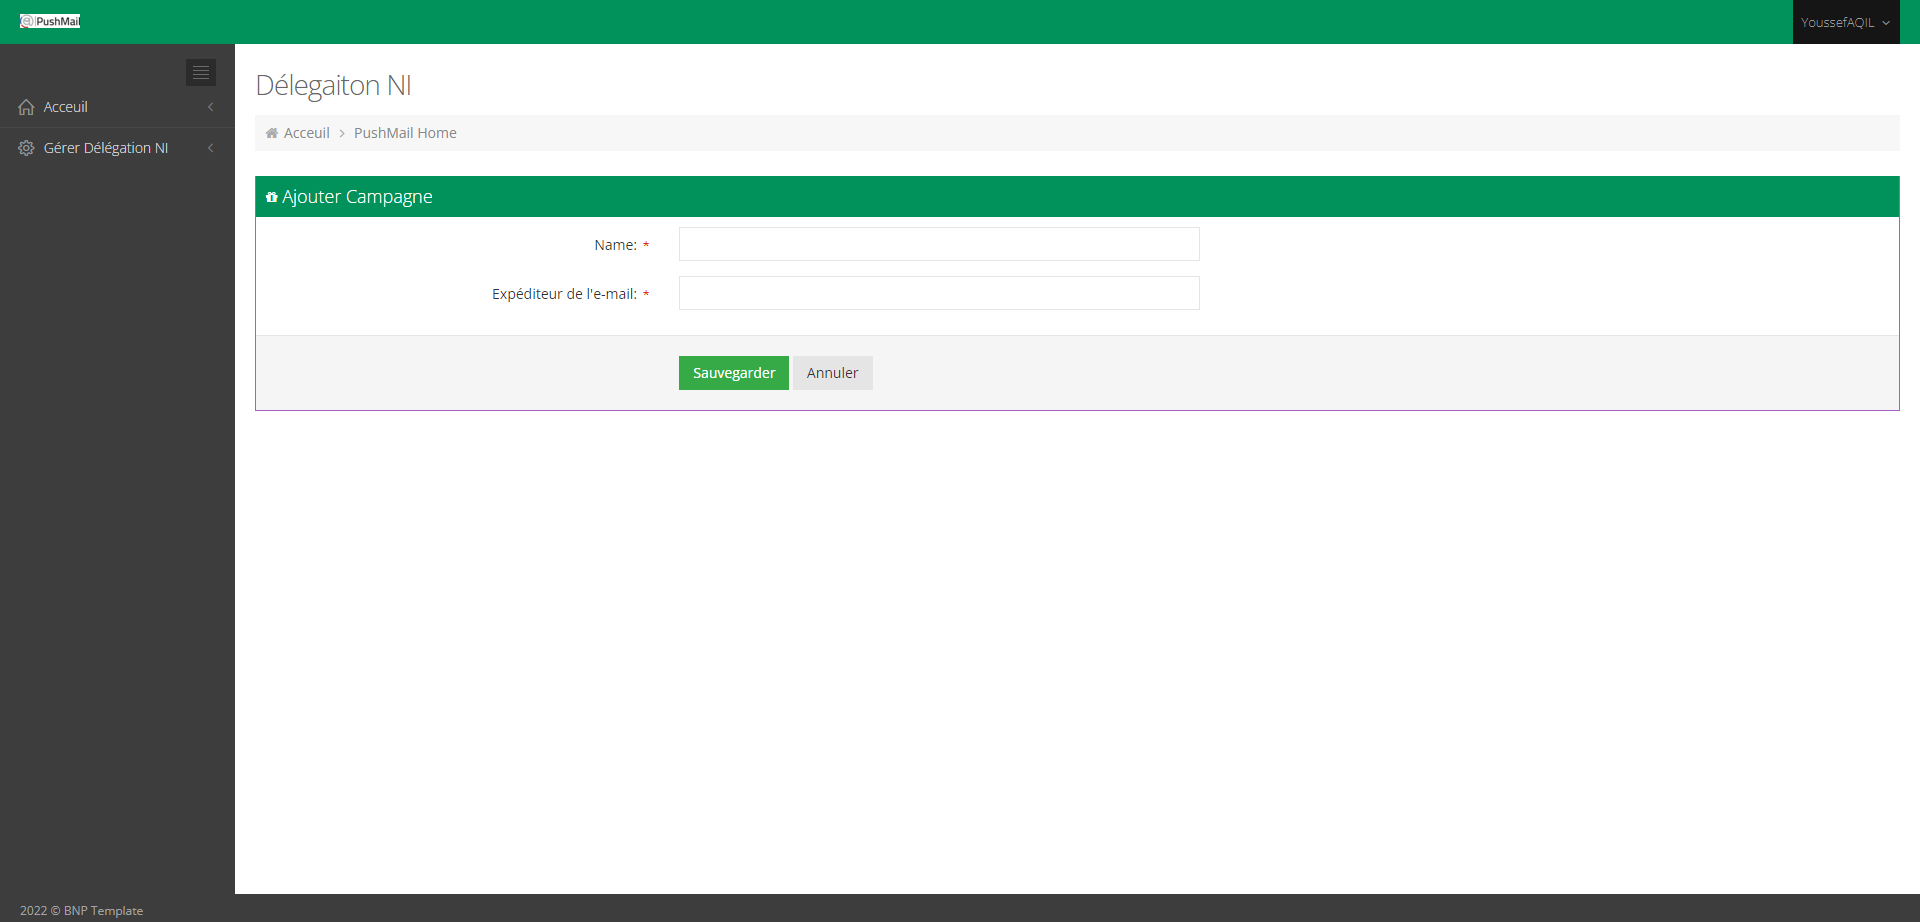 @PushMail
YoussefAQIL
Acceuil
Gérer Délégation NI
Délegaiton NI
Acceuil > PushMail Home
Ajouter Campagne
Name: *
Expéditeur de l'e-mail: *
Sauvegarder Annuler
2022 © BNP Template